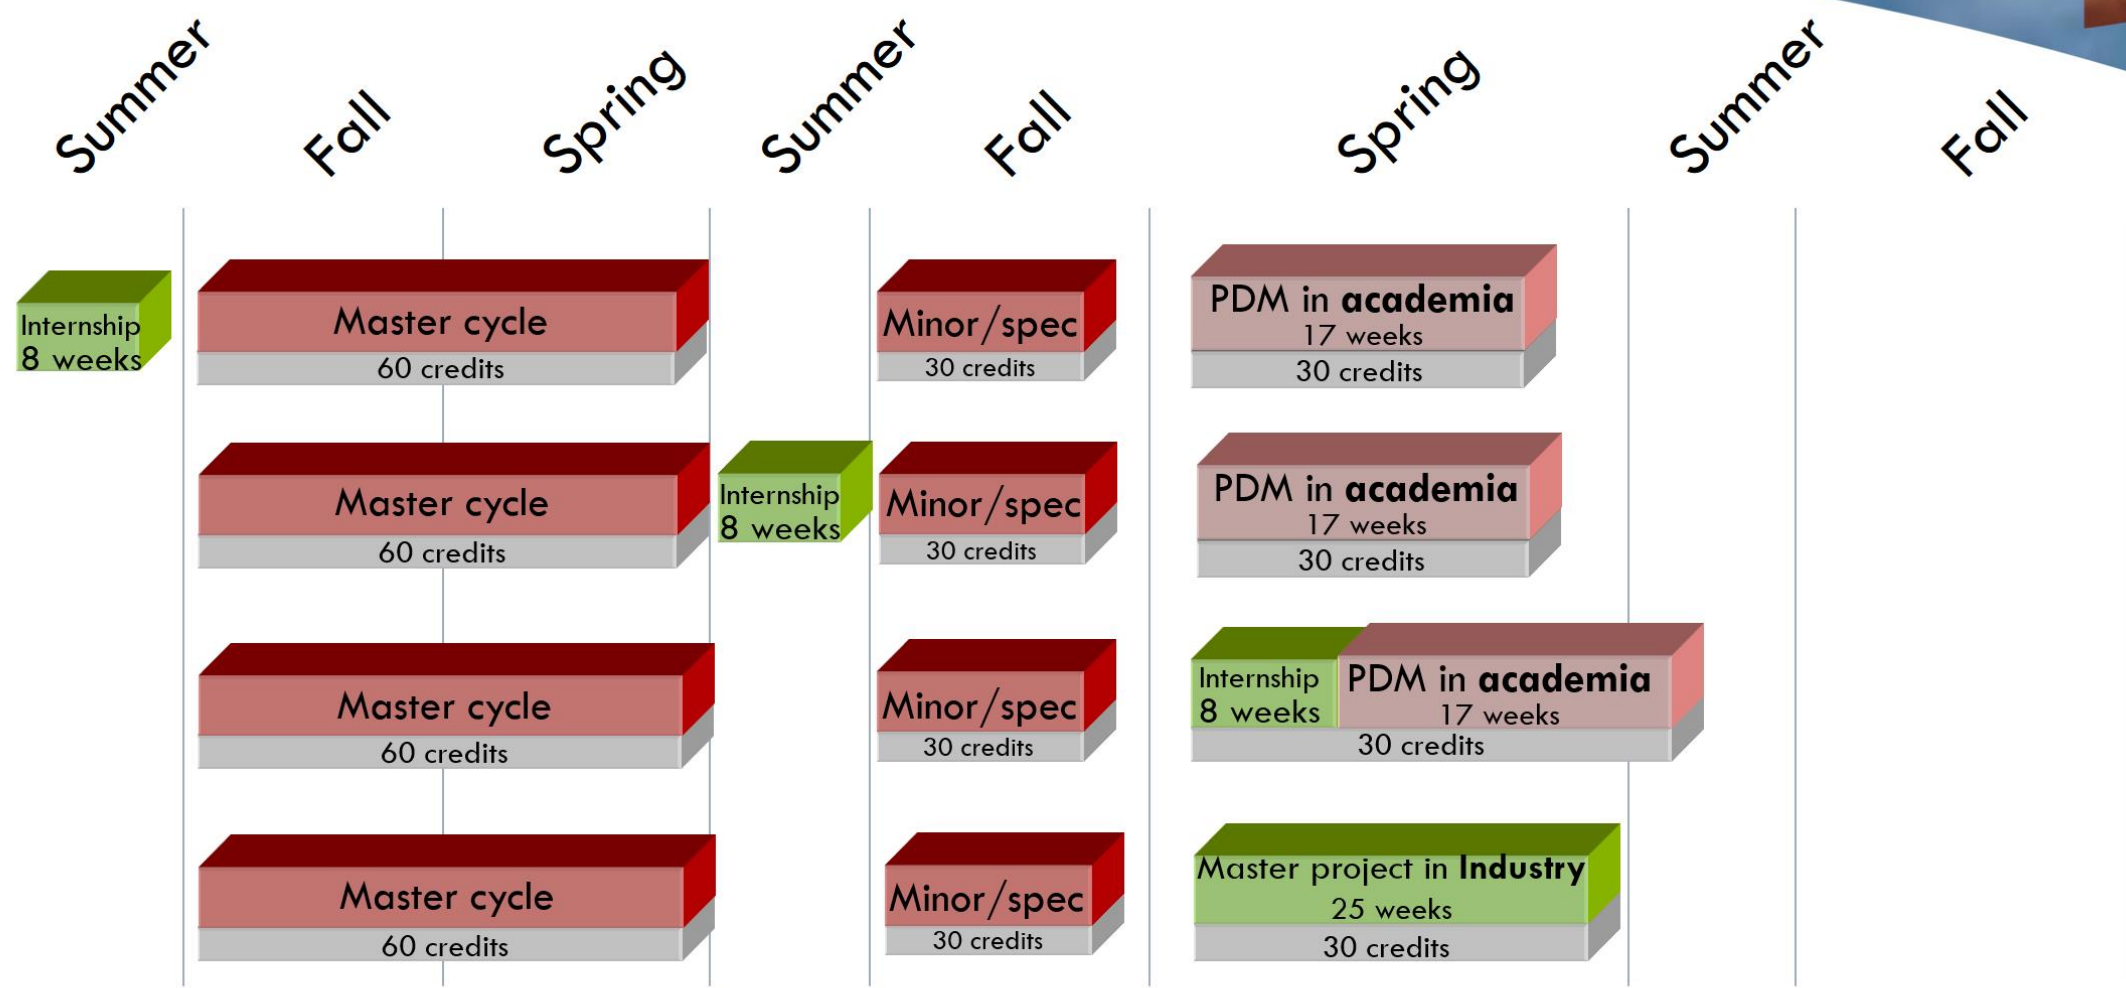 Summer
Fall
Spring
Summer
Fall
Spring
Summer
Fall
Internship
8 weeks
Master cycle
60 credits
Minor/spec
30 credits
PDM in academia
17 weeks
30 credits
Master cycle
60 credits
Internship
8 weeks
Minor/spec
30 credits
PDM in academia
17 weeks
30 credits
Master cycle
60 credits
Minor/spec
30 credits
Internship
8 weeks
PDM in academia
17 weeks
30 credits
Master cycle
60 credits
Minor/spec
30 credits
Master project in Industry
25 weeks
30 credits